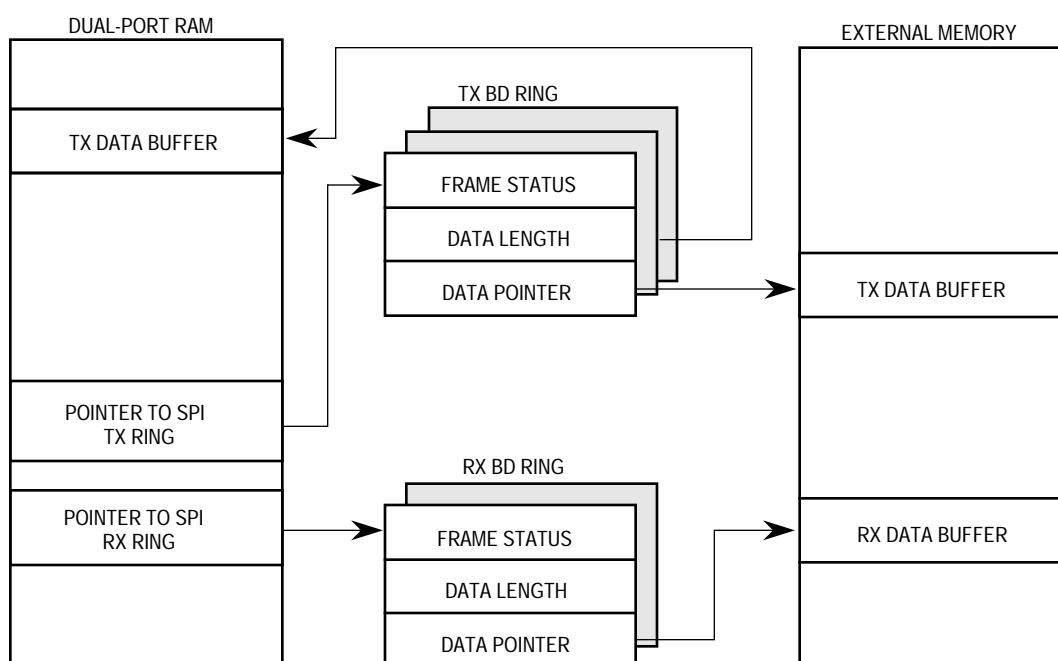 DUAL-PORT RAM
TX DATA BUFFER
POINTER TO SPI
TX RING
POINTER TO SPI
RX RING
TX BD RING
FRAME STATUS
DATA LENGTH
DATA POINTER
RX BD RING
FRAME STATUS
DATA LENGTH
DATA POINTER
EXTERNAL MEMORY
TX DATA BUFFER
RX DATA BUFFER